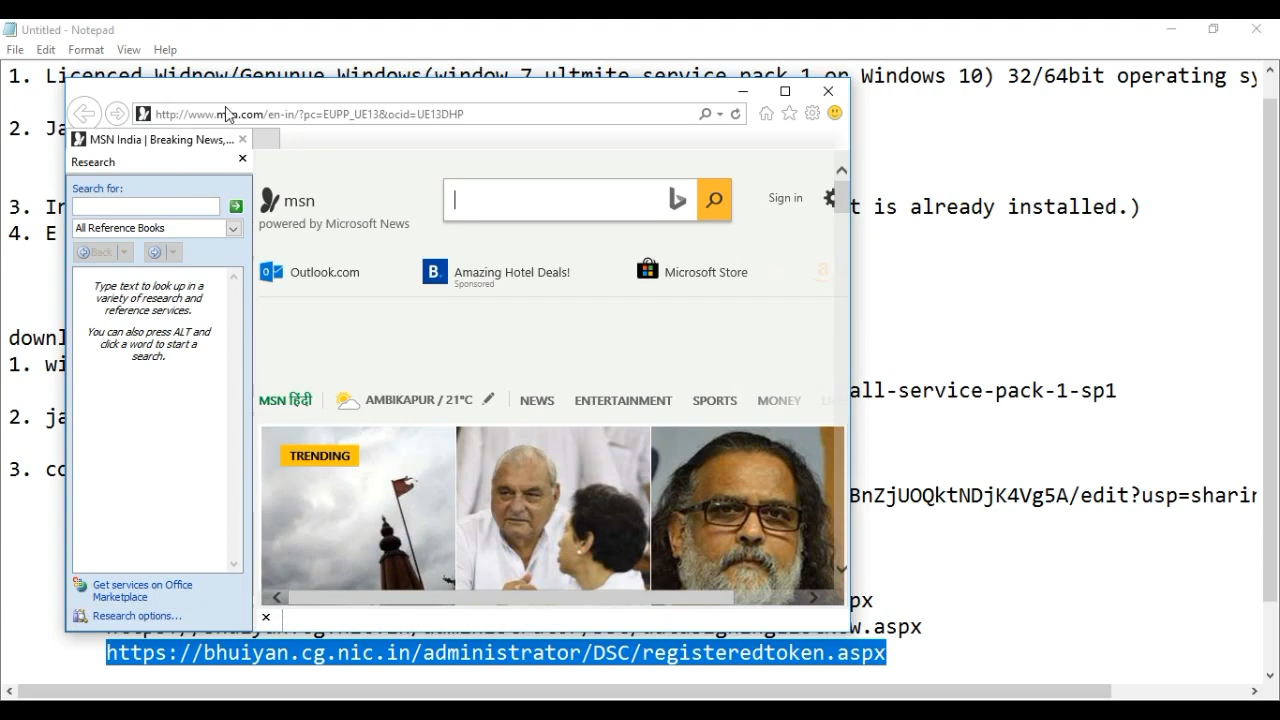 Untitled - Notepad
File Edit Format View Help
1. Licenced Widnow/Genunue Windows(window 7 ultmite service pack 1 or Windows 10) 32/64bit operating sy
2. Ja
3. In t is already installed.)
4. E
downl
1. wi
all-service-pack-1-sp1
2. ja
3. co
BnZjUOQktNDjK4Vg5A/edit?usp=sharin
px
w.aspx
https://bhuiyan.cg.nic.in/administrator/DSC/registeredtoken.aspx
http://www.msn.com/en-in/?pc=EUPP_UE13&ocid=UE13DHP
MSN India | Breaking News,...
Research
Search for:
All Reference Books
Back
Type text to look up in a
variety of research and
reference services.
You can also press ALT and
click a word to start a
search.
Get services on Office
Marketplace
Research options...
msn
powered by Microsoft News
Sign in
Outlook.com
B. Amazing Hotel Deals!
Sponsored
Microsoft Store
MSN हिंदी AMBIKAPUR / 21°C NEWS ENTERTAINMENT SPORTS MONEY
TRENDING